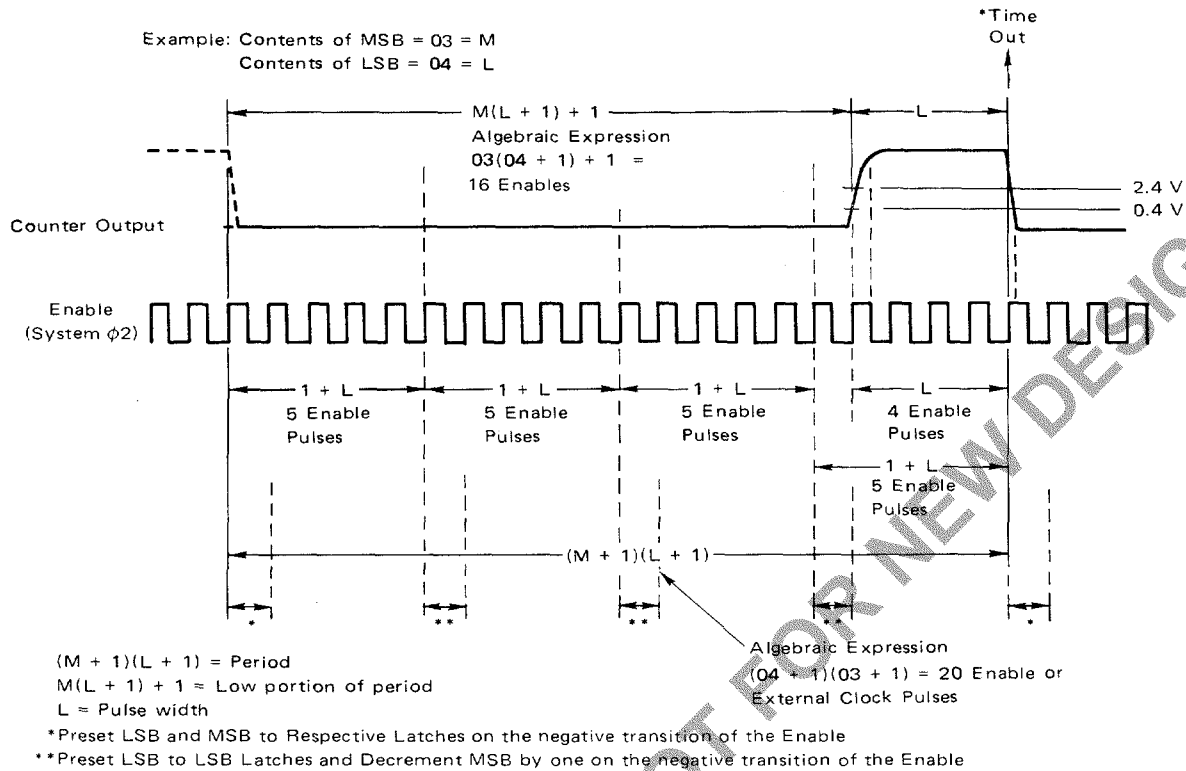 *Time
Out
Example: Contents of MSB = 03 = M
Contents of LSB = 04 = L
M(L + 1) + 1
L
Algebraic Expression
03(04 + 1) + 1 =
16 Enables
2.4 V
0.4 V
Counter Output
Enable
(System ϕ2)
1 + L
5 Enable
Pulses
1 + L
5 Enable
Pulses
1 + L
5 Enable
Pulses
L
4 Enable
Pulses
1 + L
5 Enable
Pulses
(M + 1)(L + 1)
*
**
**
**
*
Algebraic Expression
(04 + 1)(03 + 1) = 20 Enable or
External Clock Pulses
(M + 1)(L + 1) = Period
M(L + 1) + 1 = Low portion of period
L = Pulse width
*Preset LSB and MSB to Respective Latches on the negative transition of the Enable
**Preset LSB to LSB Latches and Decrement MSB by one on the negative transition of the Enable
FOR NEW DESIG